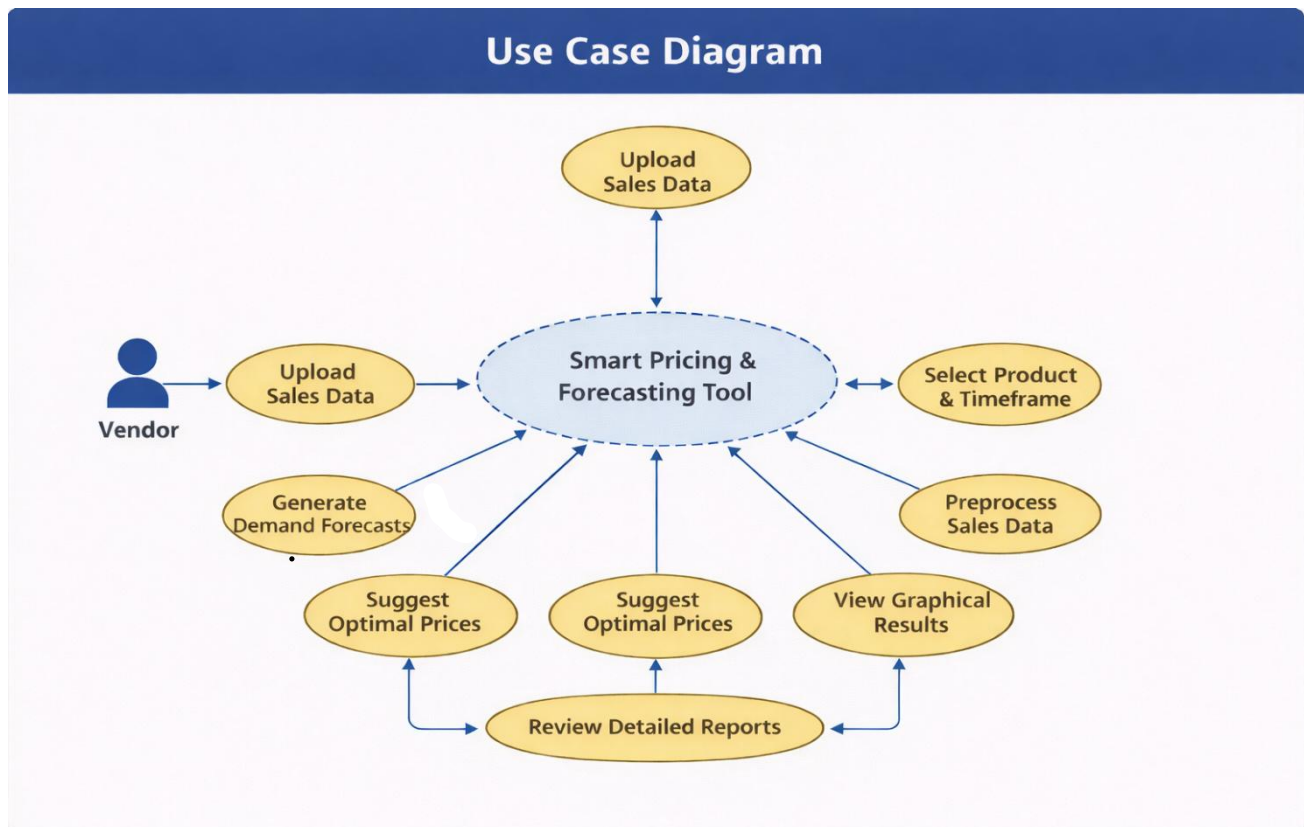 Use Case Diagram
Upload
Sales Data
Smart Pricing &
Forecasting Tool
Upload
Sales Data
Select Product
& Timeframe
Vendor
Generate
Demand Forecasts
Preprocess
Sales Data
Suggest
Optimal Prices
Suggest
Optimal Prices
View Graphical
Results
Review Detailed Reports